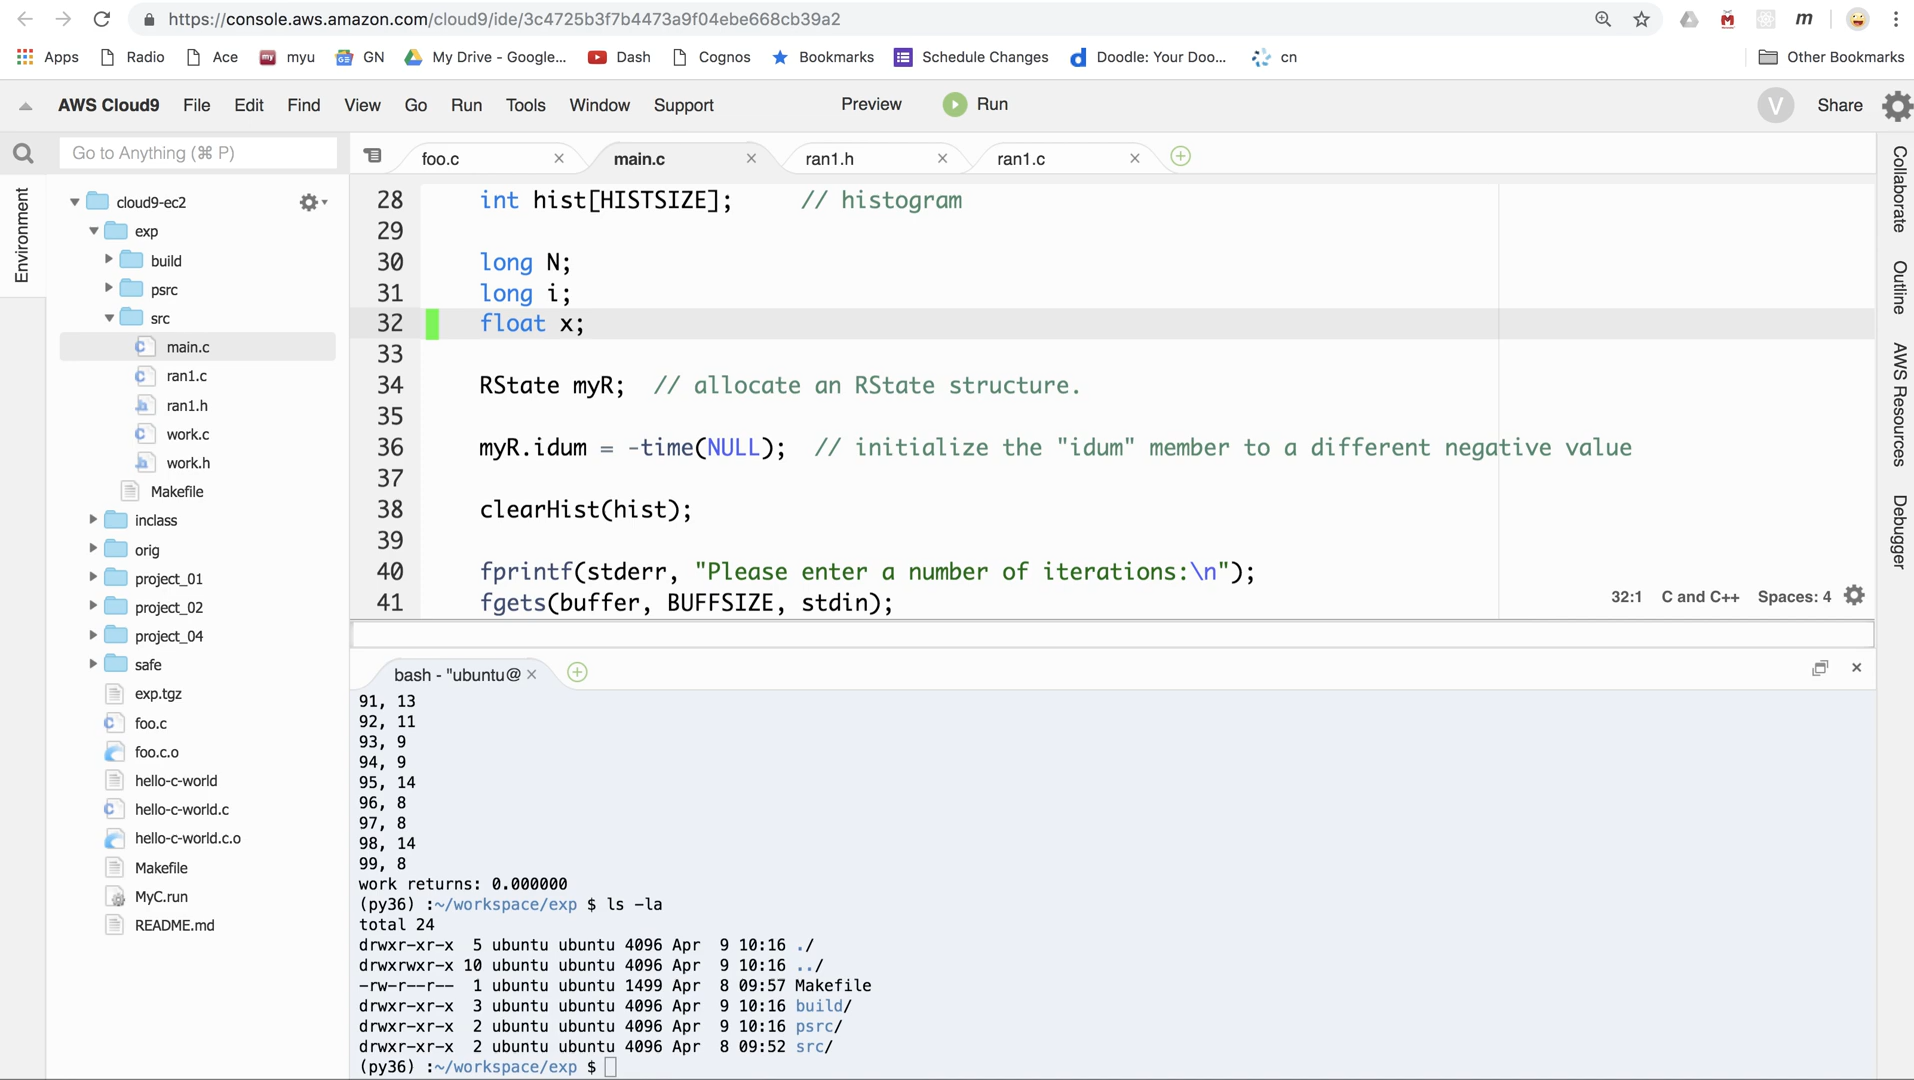 https://console.aws.amazon.com/cloud9/ide/3c4725b3f7b4473a9f04ebe668cb39a2
Apps Radio Ace myu GN My Drive - Google... Dash Cognos Bookmarks Schedule Changes Doodle: Your Doo... cn Other Bookmarks
AWS Cloud9 File Edit Find View Go Run Tools Window Support Preview Run V Share
Go to Anything (⌘ P)
foo.c main.c ran1.h ran1.c
Environment
cloud9-ec2
exp
build
psrc
src
main.c
ran1.c
ran1.h
work.c
work.h
Makefile
inclass
orig
project_01
project_02
project_04
safe
exp.tgz
foo.c
foo.c.o
hello-c-world
hello-c-world.c
hello-c-world.c.o
Makefile
MyC.run
README.md
28 int hist[HISTSIZE]; // histogram
29
30 long N;
31 long i;
32 float x;
33
34 RState myR; // allocate an RState structure.
35
36 myR.idum = -time(NULL); // initialize the "idum" member to a different negative value
37
38 clearHist(hist);
39
40 fprintf(stderr, "Please enter a number of iterations:\n");
41 fgets(buffer, BUFFSIZE, stdin);
32:1 C and C++ Spaces: 4
bash - "ubuntu@
91, 13
92, 11
93, 9
94, 9
95, 14
96, 8
97, 8
98, 14
99, 8
work returns: 0.000000
(py36) :~/workspace/exp $ ls -la
total 24
drwxr-xr-x 5 ubuntu ubuntu 4096 Apr 9 10:16 ./
drwxrwxr-x 10 ubuntu ubuntu 4096 Apr 9 10:16 ../
-rw-r--r-- 1 ubuntu ubuntu 1499 Apr 8 09:57 Makefile
drwxr-xr-x 3 ubuntu ubuntu 4096 Apr 9 10:16 build/
drwxr-xr-x 2 ubuntu ubuntu 4096 Apr 9 10:16 psrc/
drwxr-xr-x 2 ubuntu ubuntu 4096 Apr 8 09:52 src/
(py36) :~/workspace/exp $
Collaborate
Outline
AWS Resources
Debugger